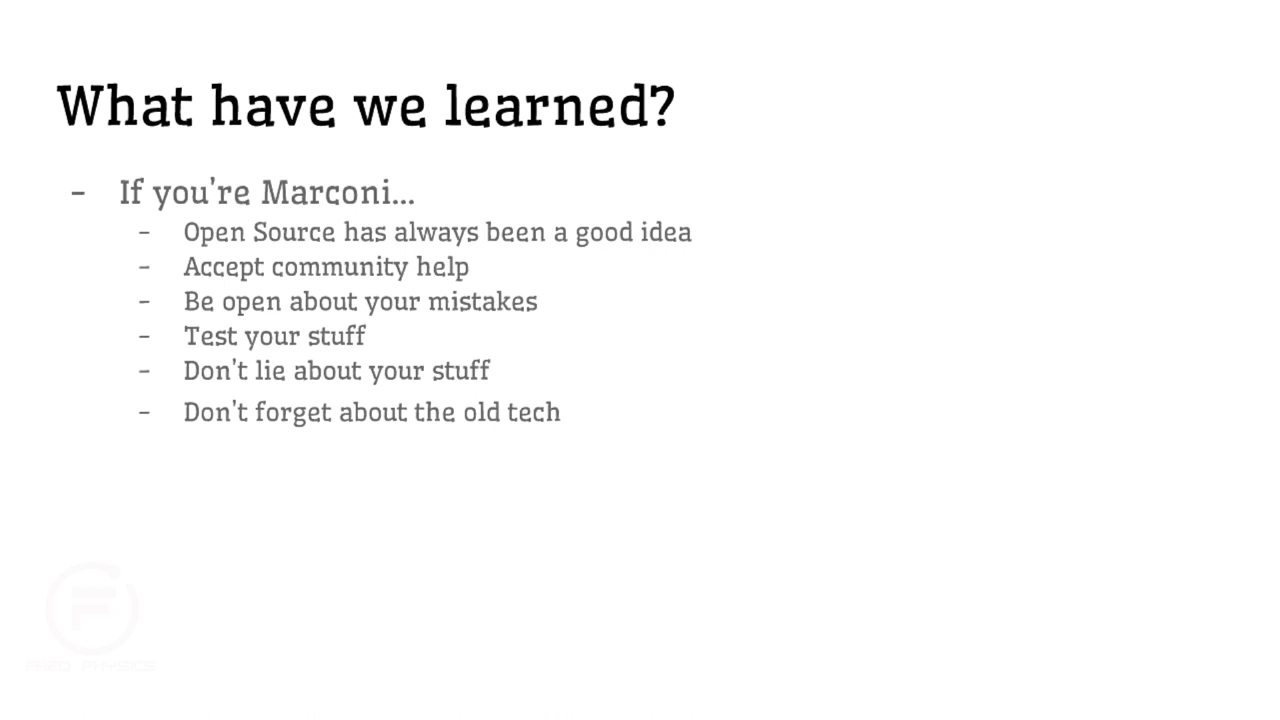 What have we learned?
- If you're Marconi...
- Open Source has always been a good idea
- Accept community help
- Be open about your mistakes
- Test your stuff
- Don't lie about your stuff
- Don't forget about the old tech
F